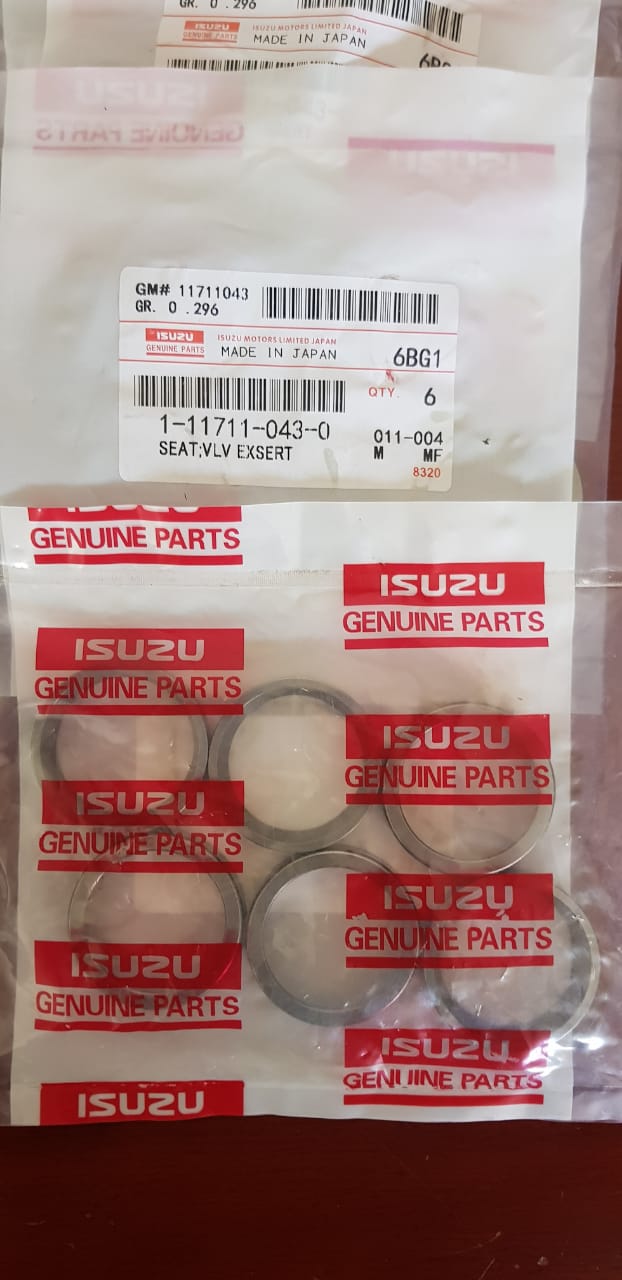 GR. 0 .296
ISUZU
GENUINE PARTS
ISUZU MOTORS LIMITED JAPAN
MADE IN JAPAN
ISUZU
GENUINE PARTS
ISUZU
GM# 11711043
GR. 0 .296
ISUZU
GENUINE PARTS
ISUZU MOTORS LIMITED JAPAN
MADE IN JAPAN
6BG1
QTY. 6
1-11711-043-0
SEAT;VLV EXSERT
011-004
M MF
8320
GENUINE PARTS
ISUZU
GENUINE PARTS
ISUZU
GENUINE PARTS
ISUZU
GENUINE PARTS
ISUZU
GENUINE PARTS
ISUZU
GENUINE PARTS
ISUZU
GENUINE PARTS
ISUZU
GENUINE PARTS
ISUZU